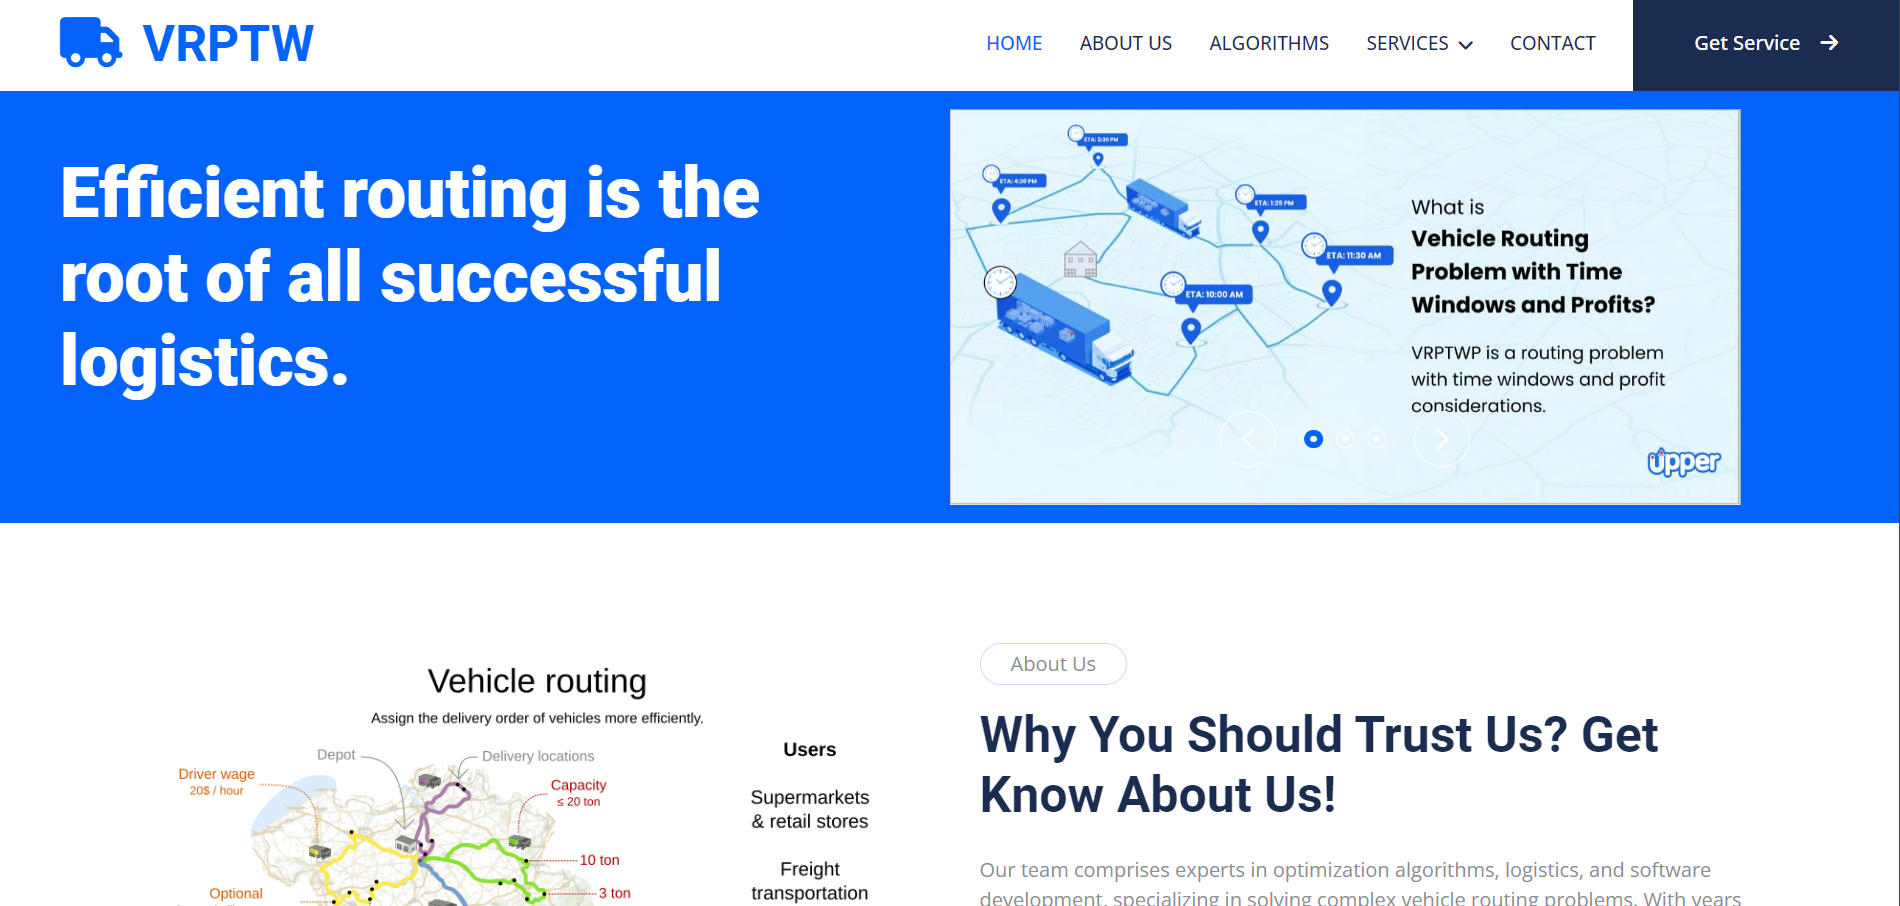 VRPTW
HOME
ABOUT US
ALGORITHMS
SERVICES
CONTACT
Get Service
Efficient routing is the
root of all successful
logistics.
ETA: 3:35 PM
ETA: 4:20 PM
ETA: 1:25 PM
ETA: 11:30 AM
ETA: 10:00 AM
What is
Vehicle Routing
Problem with Time
Windows and Profits?
VRPTWP is a routing problem
with time windows and profit
considerations.
upper
Vehicle routing
Assign the delivery order of vehicles more efficiently.
Depot
Delivery locations
Driver wage
20$ / hour
Capacity
≤ 20 ton
10 ton
3 ton
Optional
Users
Supermarkets
& retail stores
Freight
transportation
About Us
Why You Should Trust Us? Get
Know About Us!
Our team comprises experts in optimization algorithms, logistics, and software
development, specializing in solving complex vehicle routing problems. With years